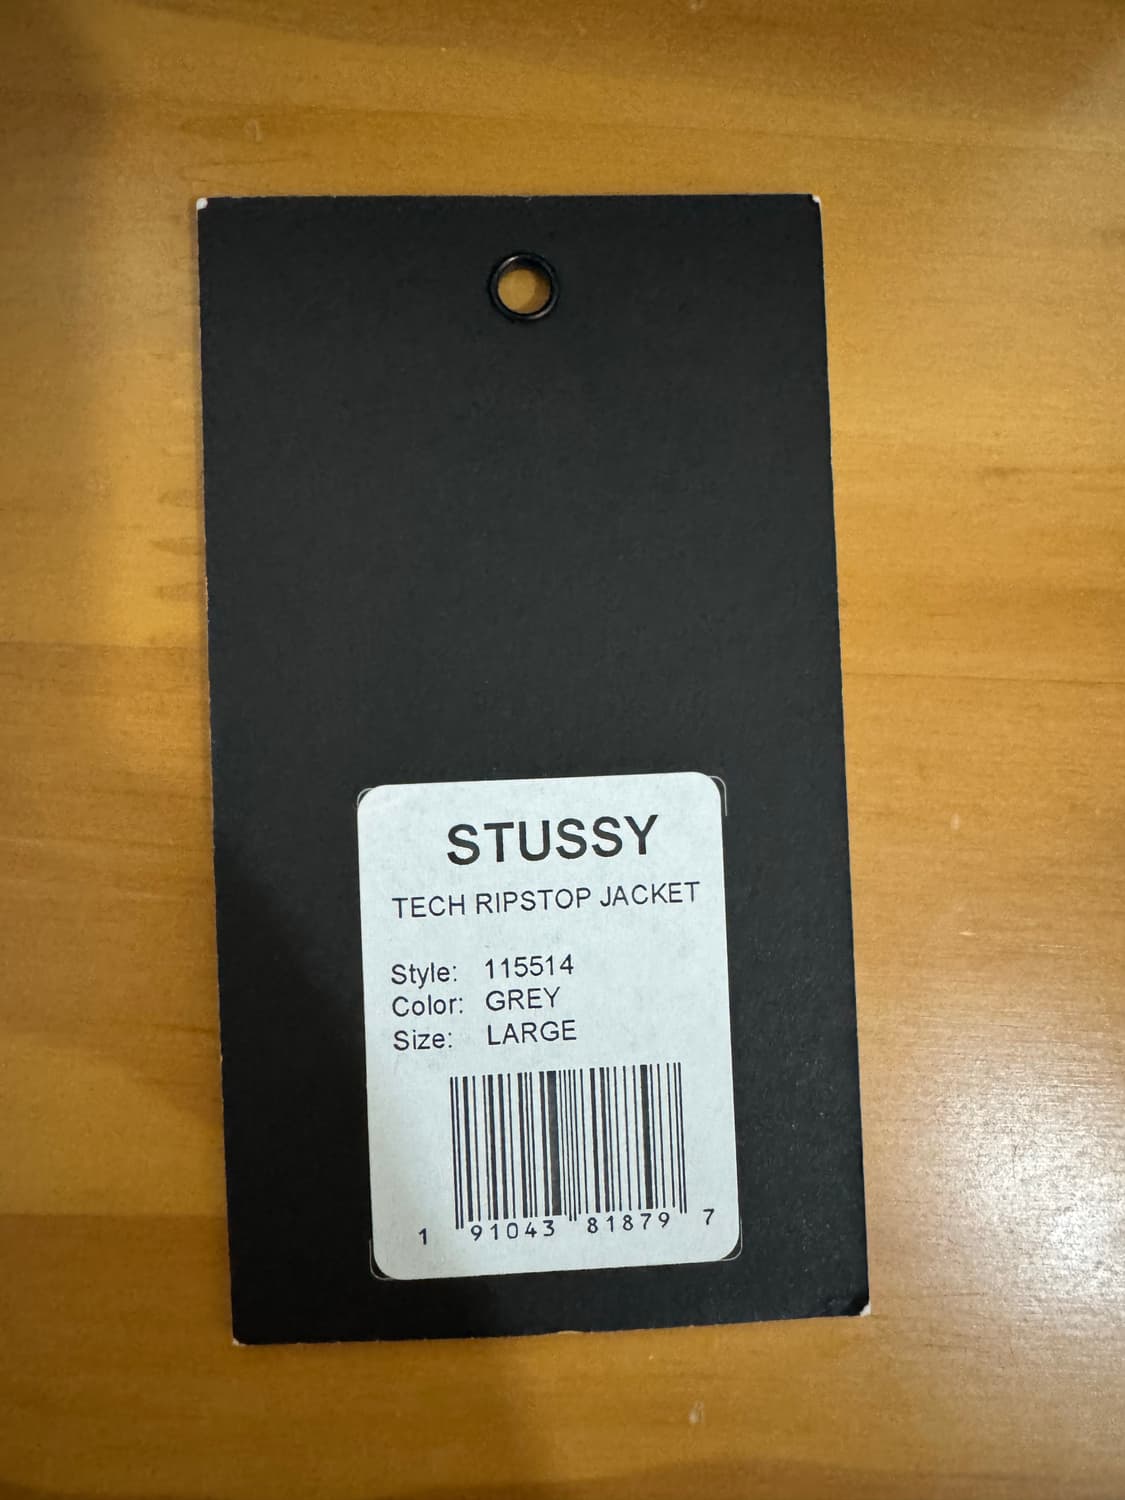 STUSSY
TECH RIPSTOP JACKET
Style: 115514
Color: GREY
Size: LARGE
1 91043 81879 7